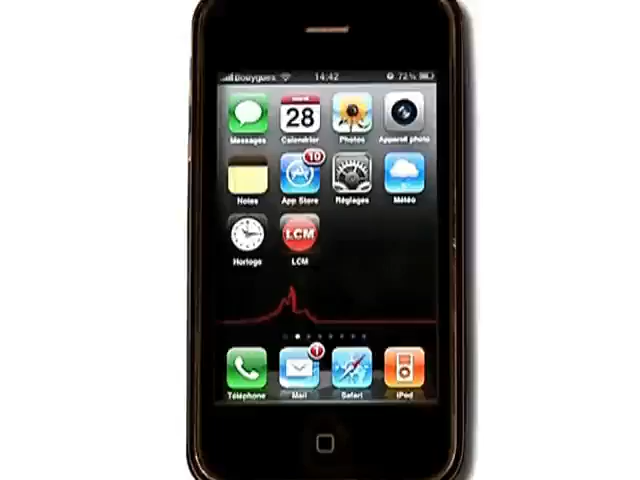 Bouygues 14:42 72%
28
Messages Calendrier Photos Appareil photo
10
Notes App Store Réglages Météo
LCM
Horloge LCM
1
Téléphone Mail Safari iPod